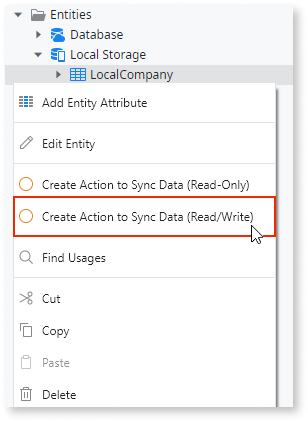 Entities
Database
Local Storage
LocalCompany
Add Entity Attribute
Edit Entity
Create Action to Sync Data (Read-Only)
Create Action to Sync Data (Read/Write)
Find Usages
Cut
Copy
Paste
Delete